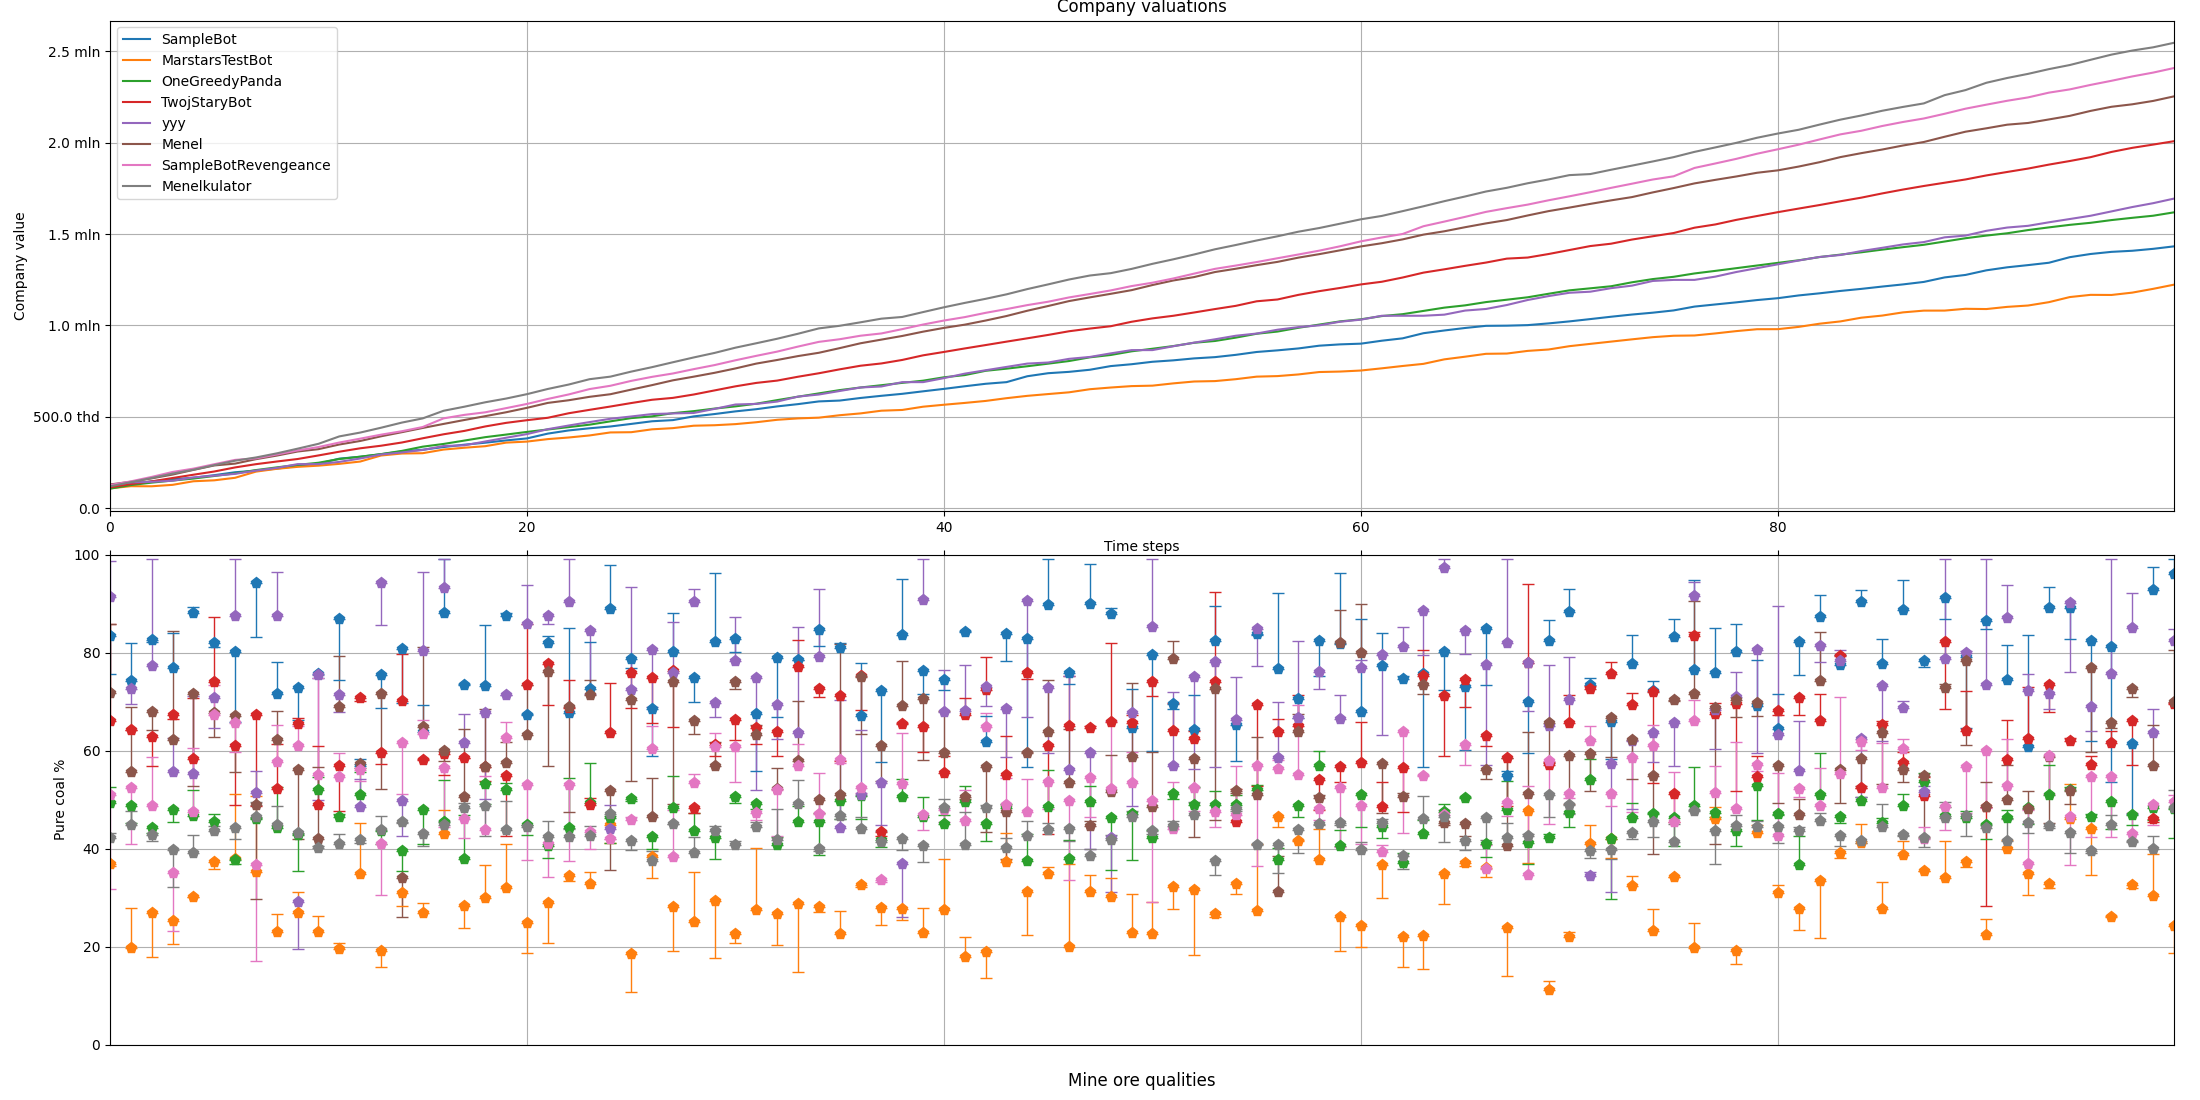 Company valuations
SampleBot
MarstarsTestBot
OneGreedyPanda
TwojStaryBot
yyy
Menel
SampleBotRevengeance
Menelkulator
Company value
2.5 mln
2.0 mln
1.5 mln
1.0 mln
500.0 thd
0.0
0 20 40 60 80
Time steps
Pure coal %
100
80
60
40
20
0
Mine ore qualities